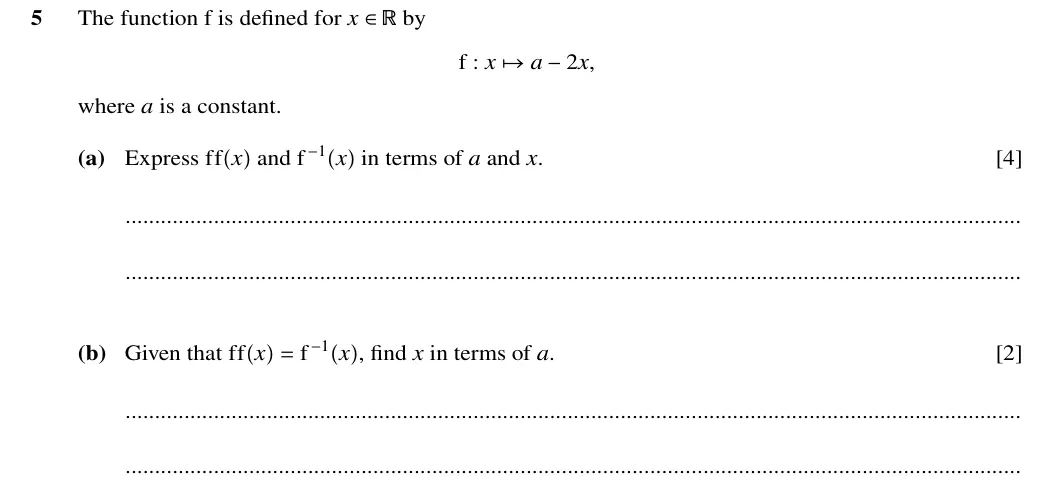 5 The function f is defined for x ∈ ℝ by
f : x ↦ a – 2x,
where a is a constant.
(a) Express ff(x) and f⁻¹(x) in terms of a and x. [4]
..........................................................................................................................................................
..........................................................................................................................................................
(b) Given that ff(x) = f⁻¹(x), find x in terms of a. [2]
..........................................................................................................................................................
..........................................................................................................................................................